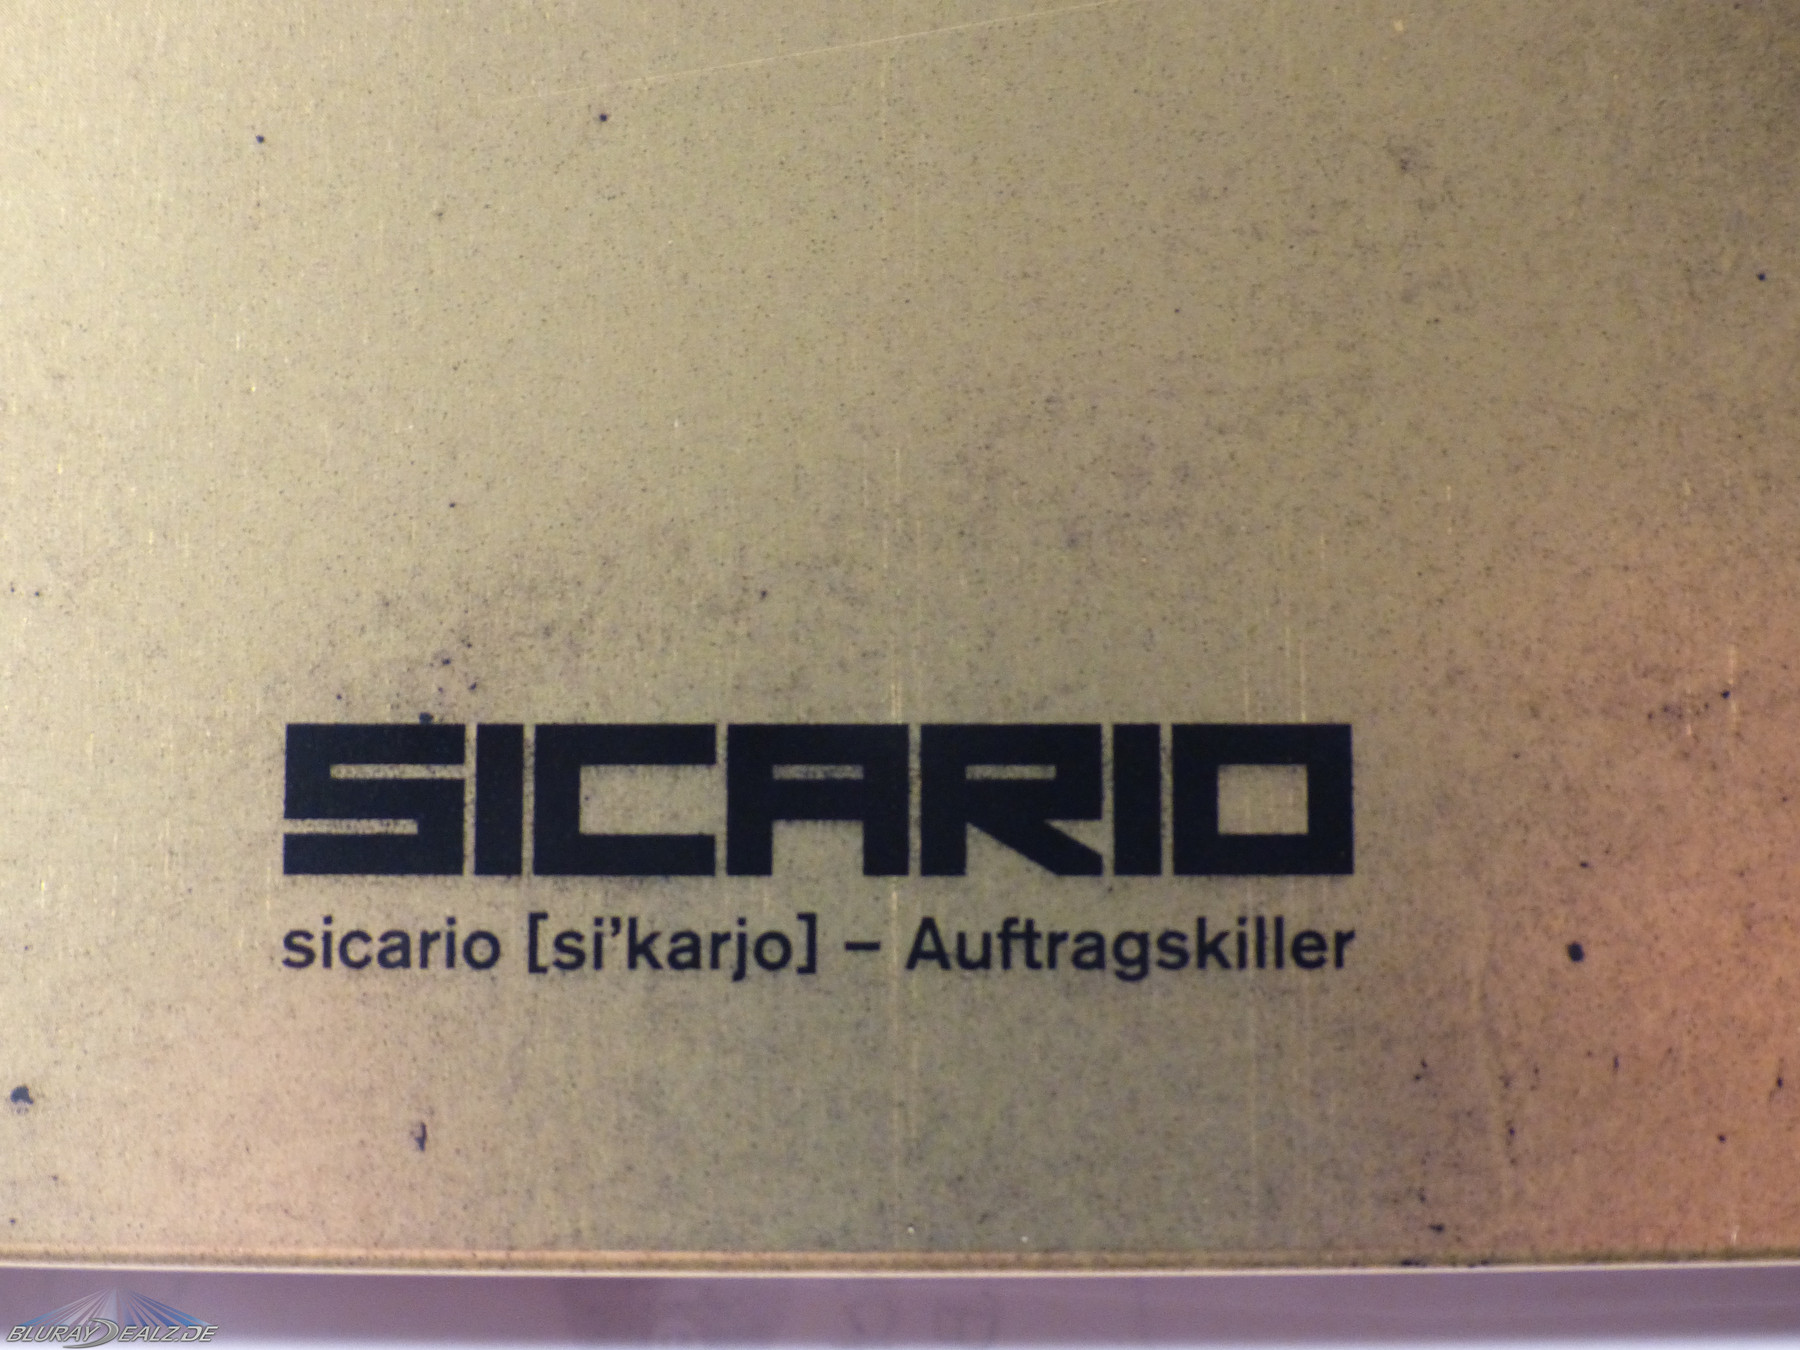 SICARIO
sicario [si’karjo] – Auftragskiller
BLURAYDEALZ.DE